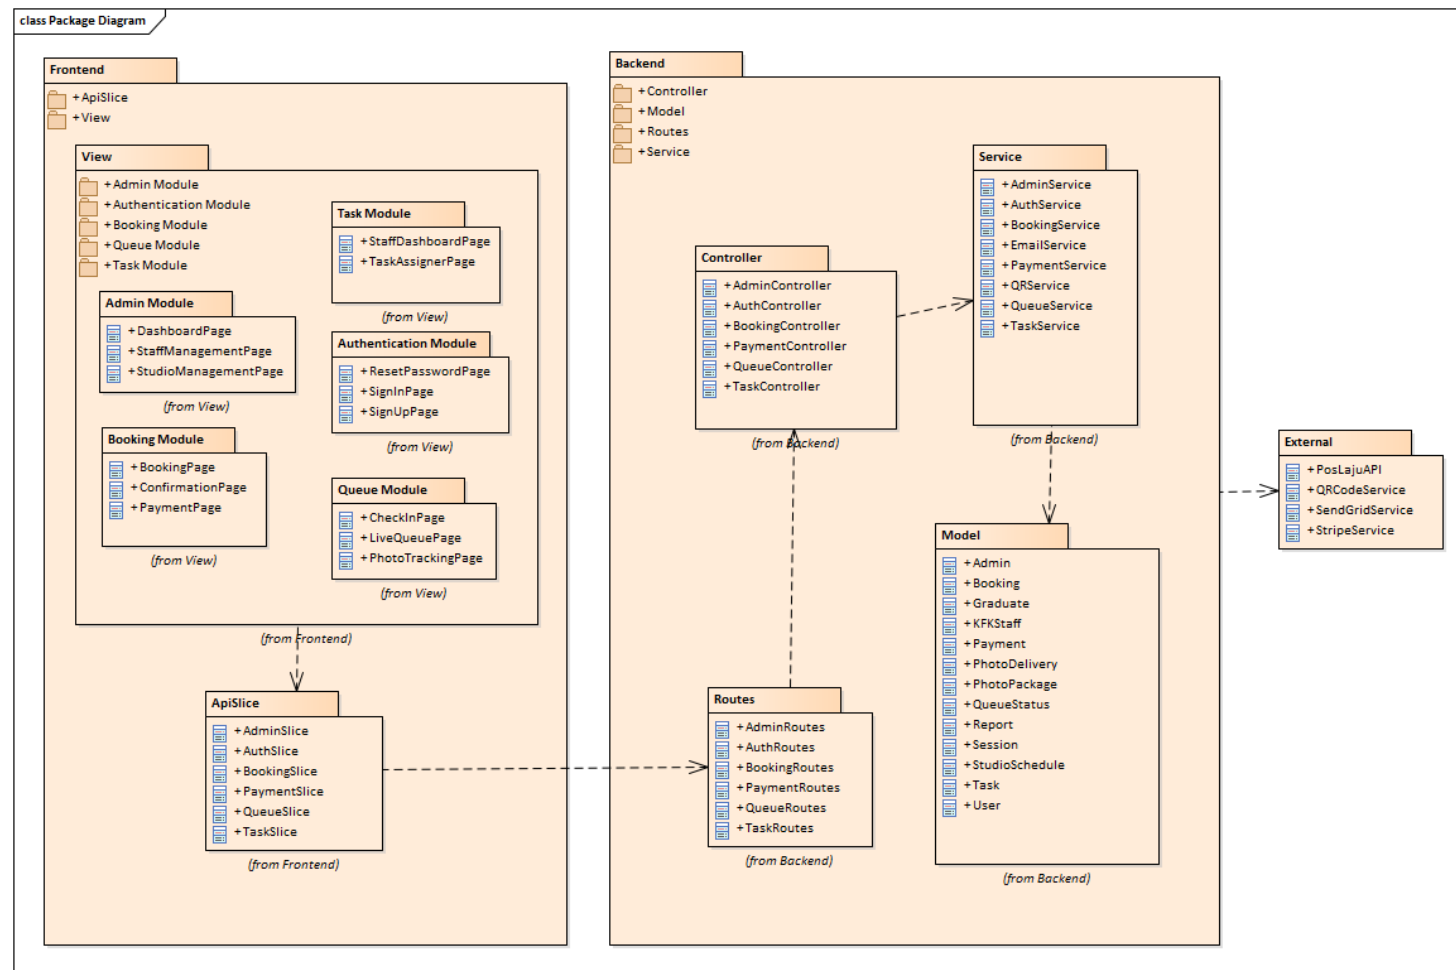 class Package Diagram
Frontend
+ApiSlice
+View
View
+Admin Module
+Authentication Module
+Booking Module
+Queue Module
+Task Module
Task Module
+StaffDashboardPage
+TaskAssignerPage
(from View)
Admin Module
+DashboardPage
+StaffManagementPage
+StudioManagementPage
(from View)
Authentication Module
+ResetPasswordPage
+SignInPage
+SignUpPage
(from View)
Booking Module
+BookingPage
+ConfirmationPage
+PaymentPage
(from View)
Queue Module
+CheckInPage
+LiveQueuePage
+PhotoTrackingPage
(from View)
(from Frontend)
ApiSlice
+AdminSlice
+AuthSlice
+BookingSlice
+PaymentSlice
+QueueSlice
+TaskSlice
(from Frontend)
Backend
+Controller
+Model
+Routes
+Service
Service
+AdminService
+AuthService
+BookingService
+EmailService
+PaymentService
+QRService
+QueueService
+TaskService
(from Backend)
Controller
+AdminController
+AuthController
+BookingController
+PaymentController
+QueueController
+TaskController
(from Backend)
Model
+Admin
+Booking
+Graduate
+KFKStaff
+Payment
+PhotoDelivery
+PhotoPackage
+QueueStatus
+Report
+Session
+StudioSchedule
+Task
+User
(from Backend)
Routes
+AdminRoutes
+AuthRoutes
+BookingRoutes
+PaymentRoutes
+QueueRoutes
+TaskRoutes
(from Backend)
External
+PosLajuAPI
+QRCodeService
+SendGridService
+StripeService